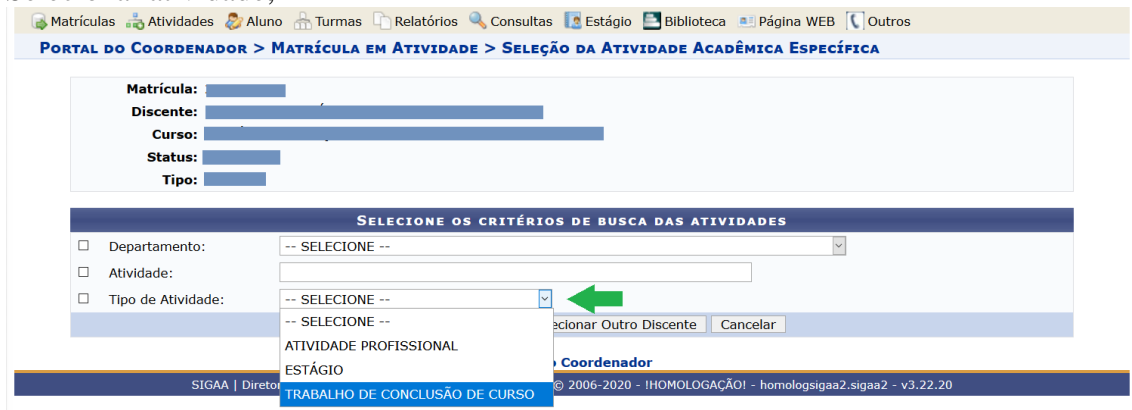 Matrículas Atividades Aluno Turmas Relatórios Consultas Estágio Biblioteca Página WEB Outros
PORTAL DO COORDENADOR > MATRÍCULA EM ATIVIDADE > SELEÇÃO DA ATIVIDADE ACADÊMICA ESPECÍFICA
Matrícula:
Discente:
Curso:
Status:
Tipo:
SELECIONE OS CRITÉRIOS DE BUSCA DAS ATIVIDADES
Departamento: -- SELECIONE --
Atividade:
Tipo de Atividade: -- SELECIONE --
-- SELECIONE --
ecionar Outro Discente Cancelar
ATIVIDADE PROFISSIONAL
Coordenador
ESTÁGIO
SIGAA | Diretor © 2006-2020 - !HOMOLOGAÇÃO! - homologsigaa2.sigaa2 - v3.22.20
TRABALHO DE CONCLUSÃO DE CURSO